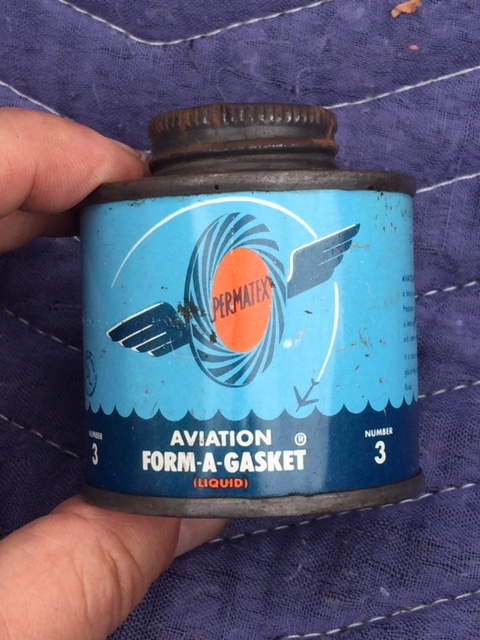 PERMATEX
AVIATION ®
FORM-A-GASKET
(LIQUID)
NUMBER
3
NUMBER
3